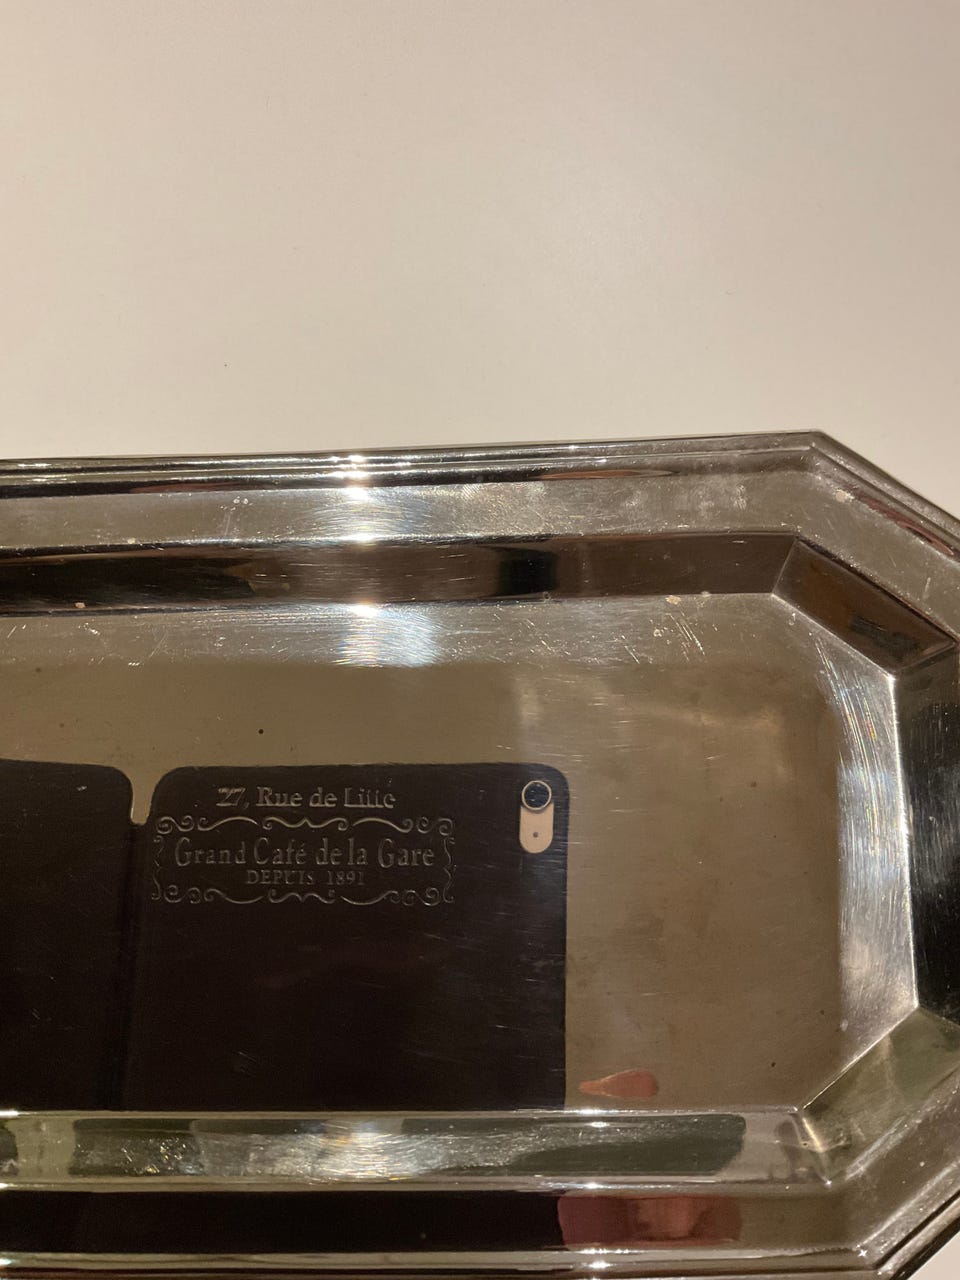 27, Rue de Lille
Grand Café de la Gare
DEPUIS 1891